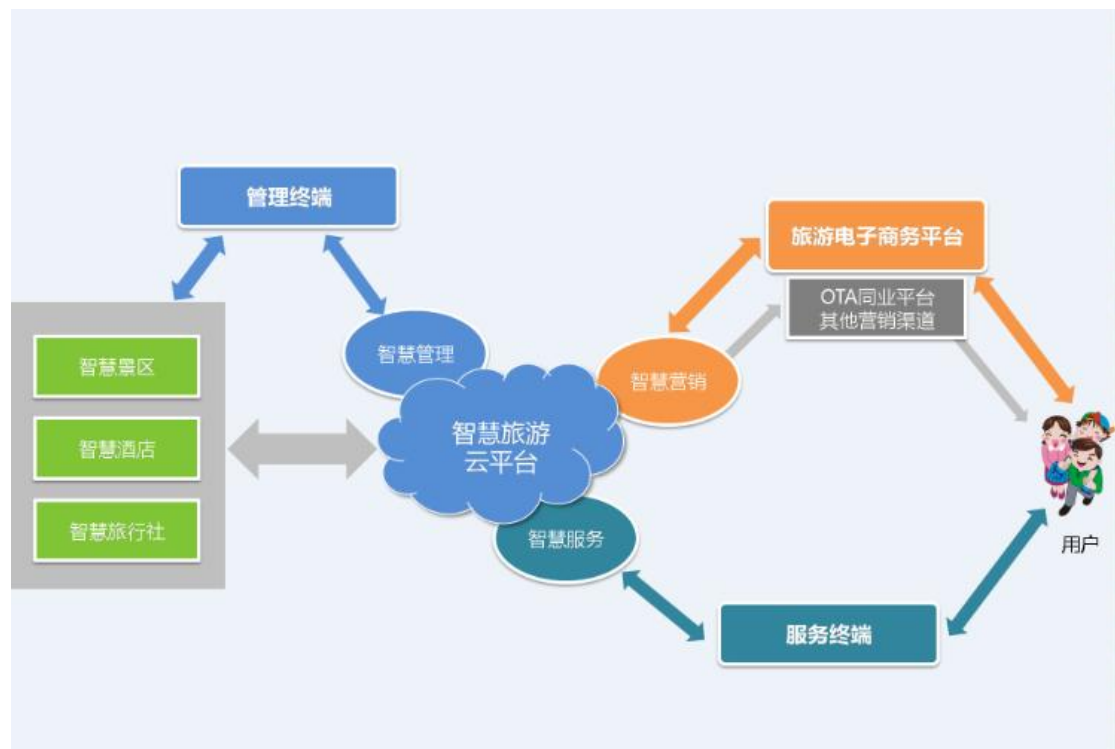 管理终端
旅游电子商务平台
OTA同业平台
其他营销渠道
智慧管理
智慧景区
智慧营销
智慧旅游
云平台
智慧酒店
智慧旅行社
智慧服务
用户
服务终端